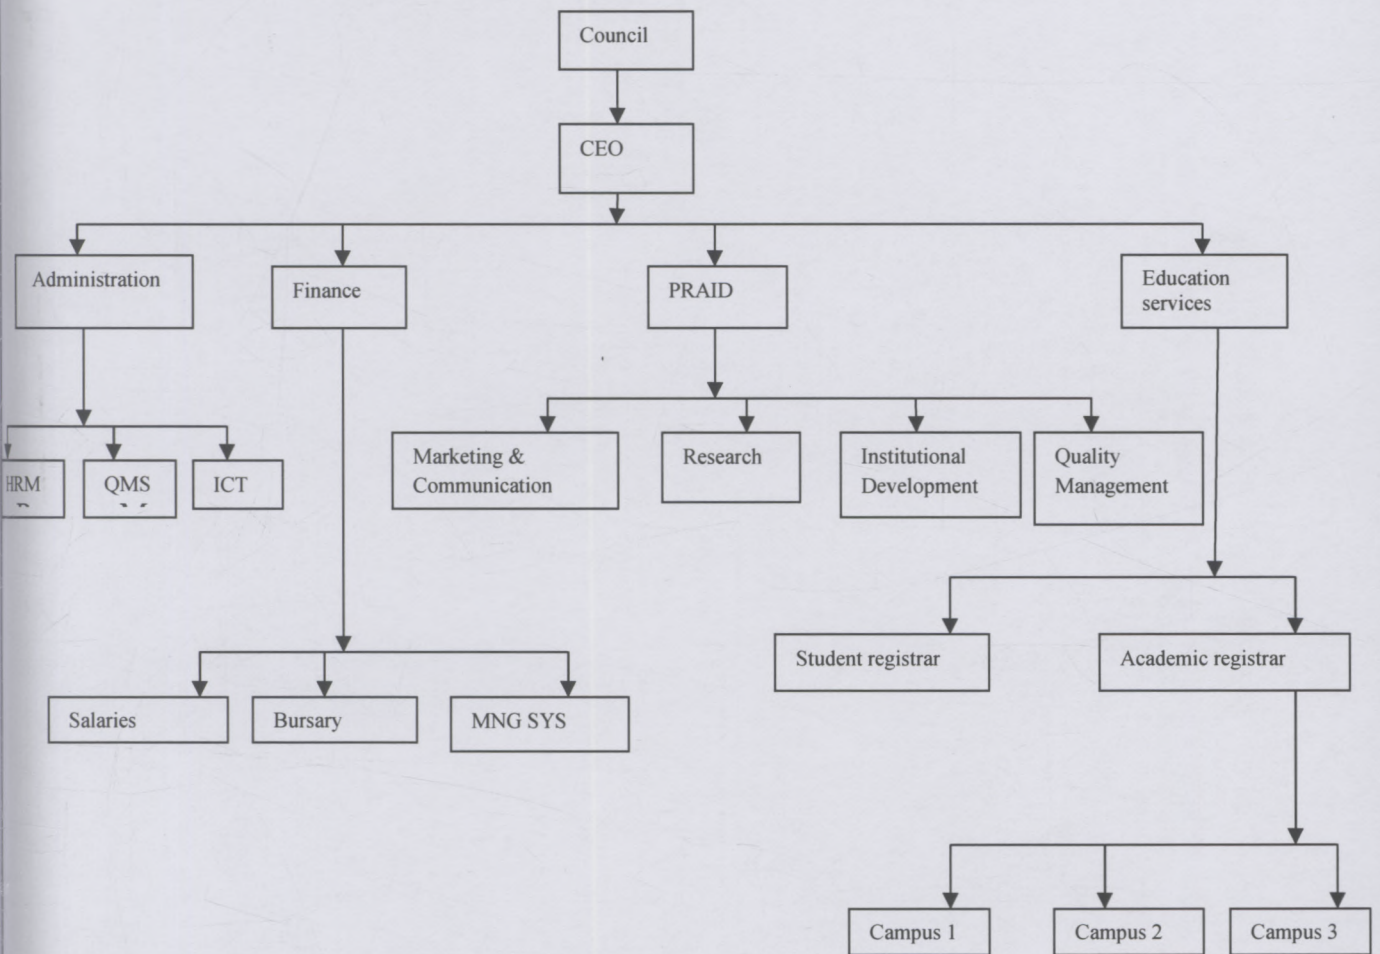 Council
CEO
Administration
Finance
PRAID
Education
services
Marketing &
Communication
Research
Institutional
Development
Quality
Management
HRM
QMS
ICT
Student registrar
Academic registrar
Salaries
Bursary
MNG SYS
Campus 1
Campus 2
Campus 3